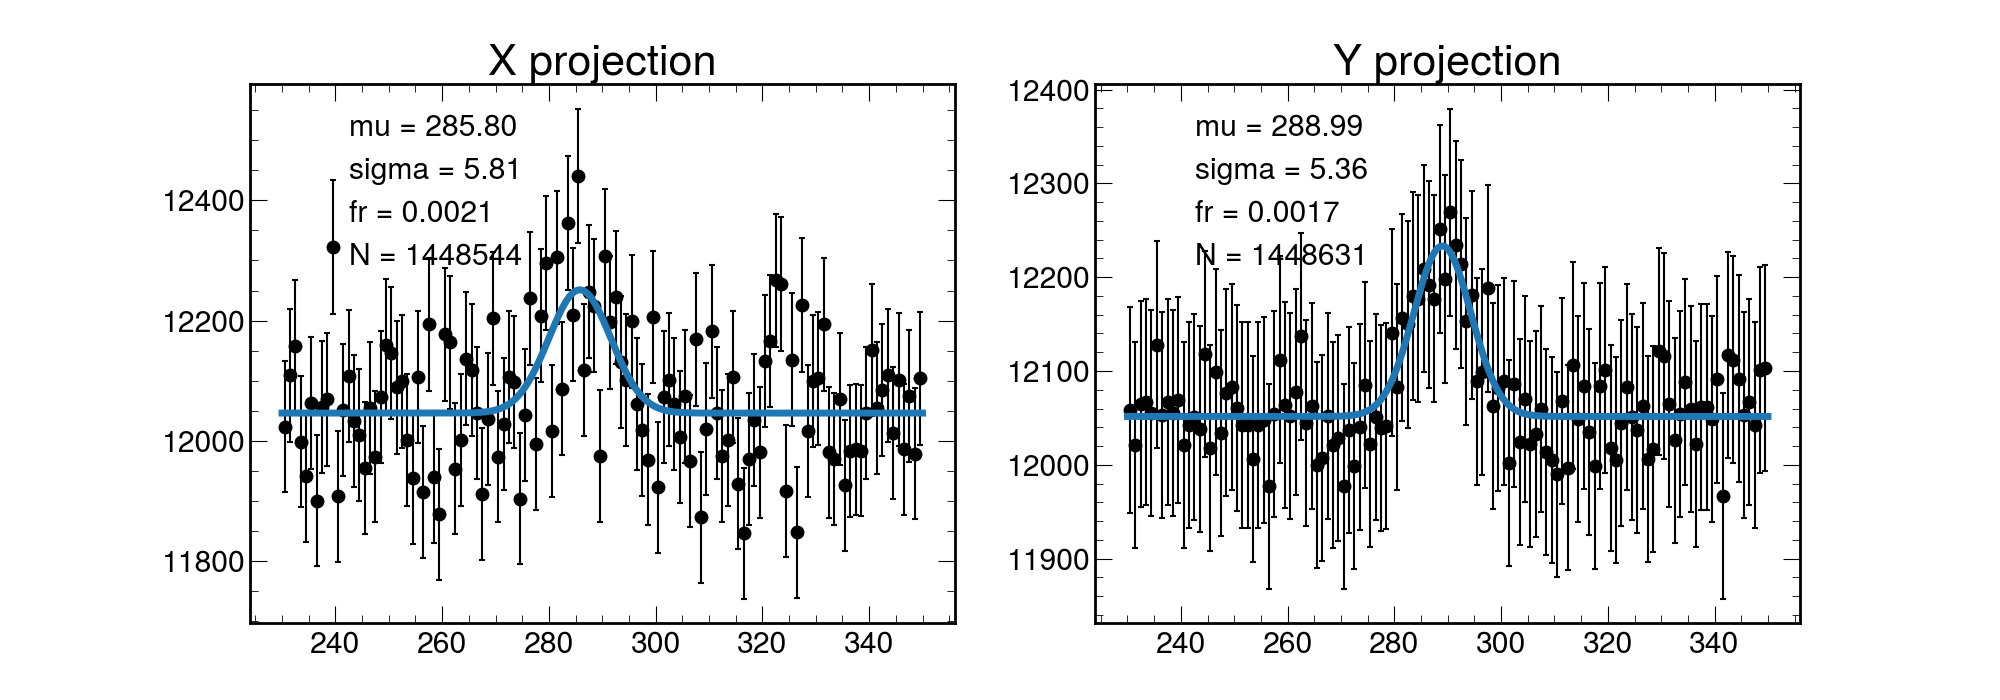 X projection
mu = 285.80
sigma = 5.81
fr = 0.0021
N = 1448544
12400
12200
12000
11800
240 260 280 300 320 340
Y projection
mu = 288.99
sigma = 5.36
fr = 0.0017
N = 1448631
12400
12300
12200
12100
12000
11900
240 260 280 300 320 340